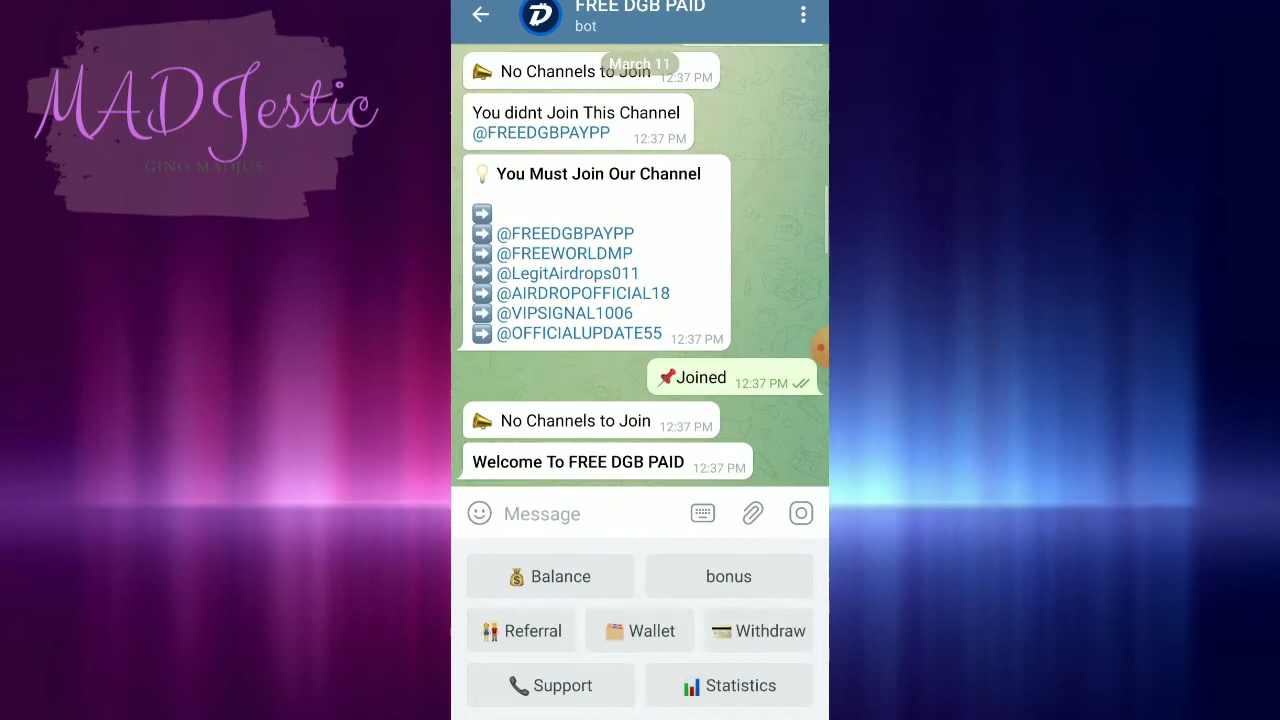 MADJestic
GINO MADJUS
FREE DGB PAID
bot
March 11
📢 No Channels to Join 12:37 PM
You didnt Join This Channel
@FREEDGBPAYPP 12:37 PM
💡 You Must Join Our Channel
➡️
➡️ @FREEDGBPAYPP
➡️ @FREEWORLDMP
➡️ @LegitAirdrops011
➡️ @AIRDROPOFFICIAL18
➡️ @VIPSIGNAL1006
➡️ @OFFICIALUPDATE55 12:37 PM
📌Joined 12:37 PM
📢 No Channels to Join 12:37 PM
Welcome To FREE DGB PAID 12:37 PM
Message
💰 Balance
bonus
👫 Referral
🗂 Wallet
💳 Withdraw
📞 Support
📊 Statistics